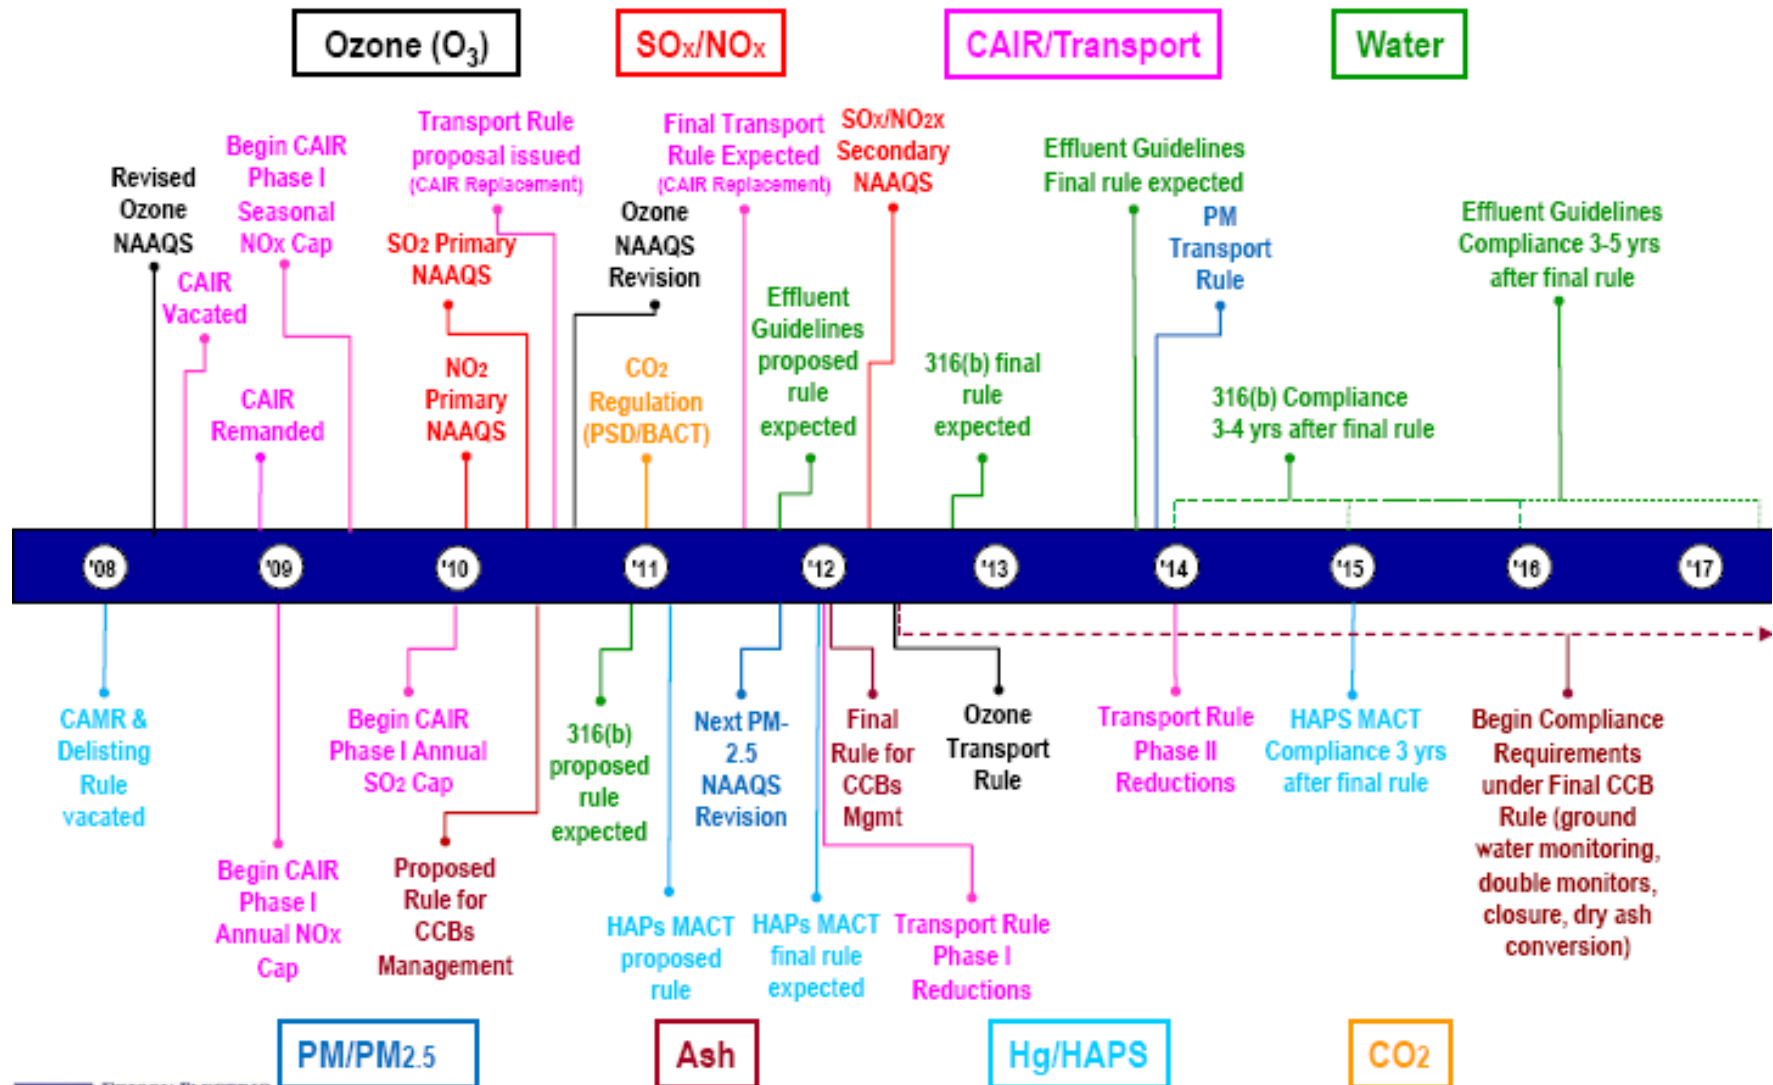 Ozone (O3)
SOx/NOx
CAIR/Transport
Water
Revised
Ozone
NAAQS
CAIR
Vacated
Begin CAIR
Phase I
Seasonal
NOx Cap
CAIR
Remanded
Transport Rule
proposal issued
(CAIR Replacement)
SO2 Primary
NAAQS
NO2
Primary
NAAQS
Ozone
NAAQS
Revision
CO2
Regulation
(PSD/BACT)
Final Transport
Rule Expected
(CAIR Replacement)
Effluent
Guidelines
proposed
rule
expected
SOx/NO2x
Secondary
NAAQS
316(b) final
rule
expected
Effluent Guidelines
Final rule expected
PM
Transport
Rule
316(b) Compliance
3-4 yrs after final rule
Effluent Guidelines
Compliance 3-5 yrs
after final rule
'08
'09
'10
'11
'12
'13
'14
'15
'16
'17
CAMR &
Delisting
Rule
vacated
Begin CAIR
Phase I
Annual NOx
Cap
Begin CAIR
Phase I Annual
SO2 Cap
Proposed
Rule for
CCBs
Management
316(b)
proposed
rule
expected
HAPs MACT
proposed
rule
Next PM-
2.5
NAAQS
Revision
HAPs MACT
final rule
expected
Final
Rule for
CCBs
Mgmt
Transport Rule
Phase I
Reductions
Ozone
Transport
Rule
Transport Rule
Phase II
Reductions
HAPS MACT
Compliance 3 yrs
after final rule
Begin Compliance
Requirements
under Final CCB
Rule (ground
water monitoring,
double monitors,
closure, dry ash
conversion)
PM/PM2.5
Ash
Hg/HAPS
CO2